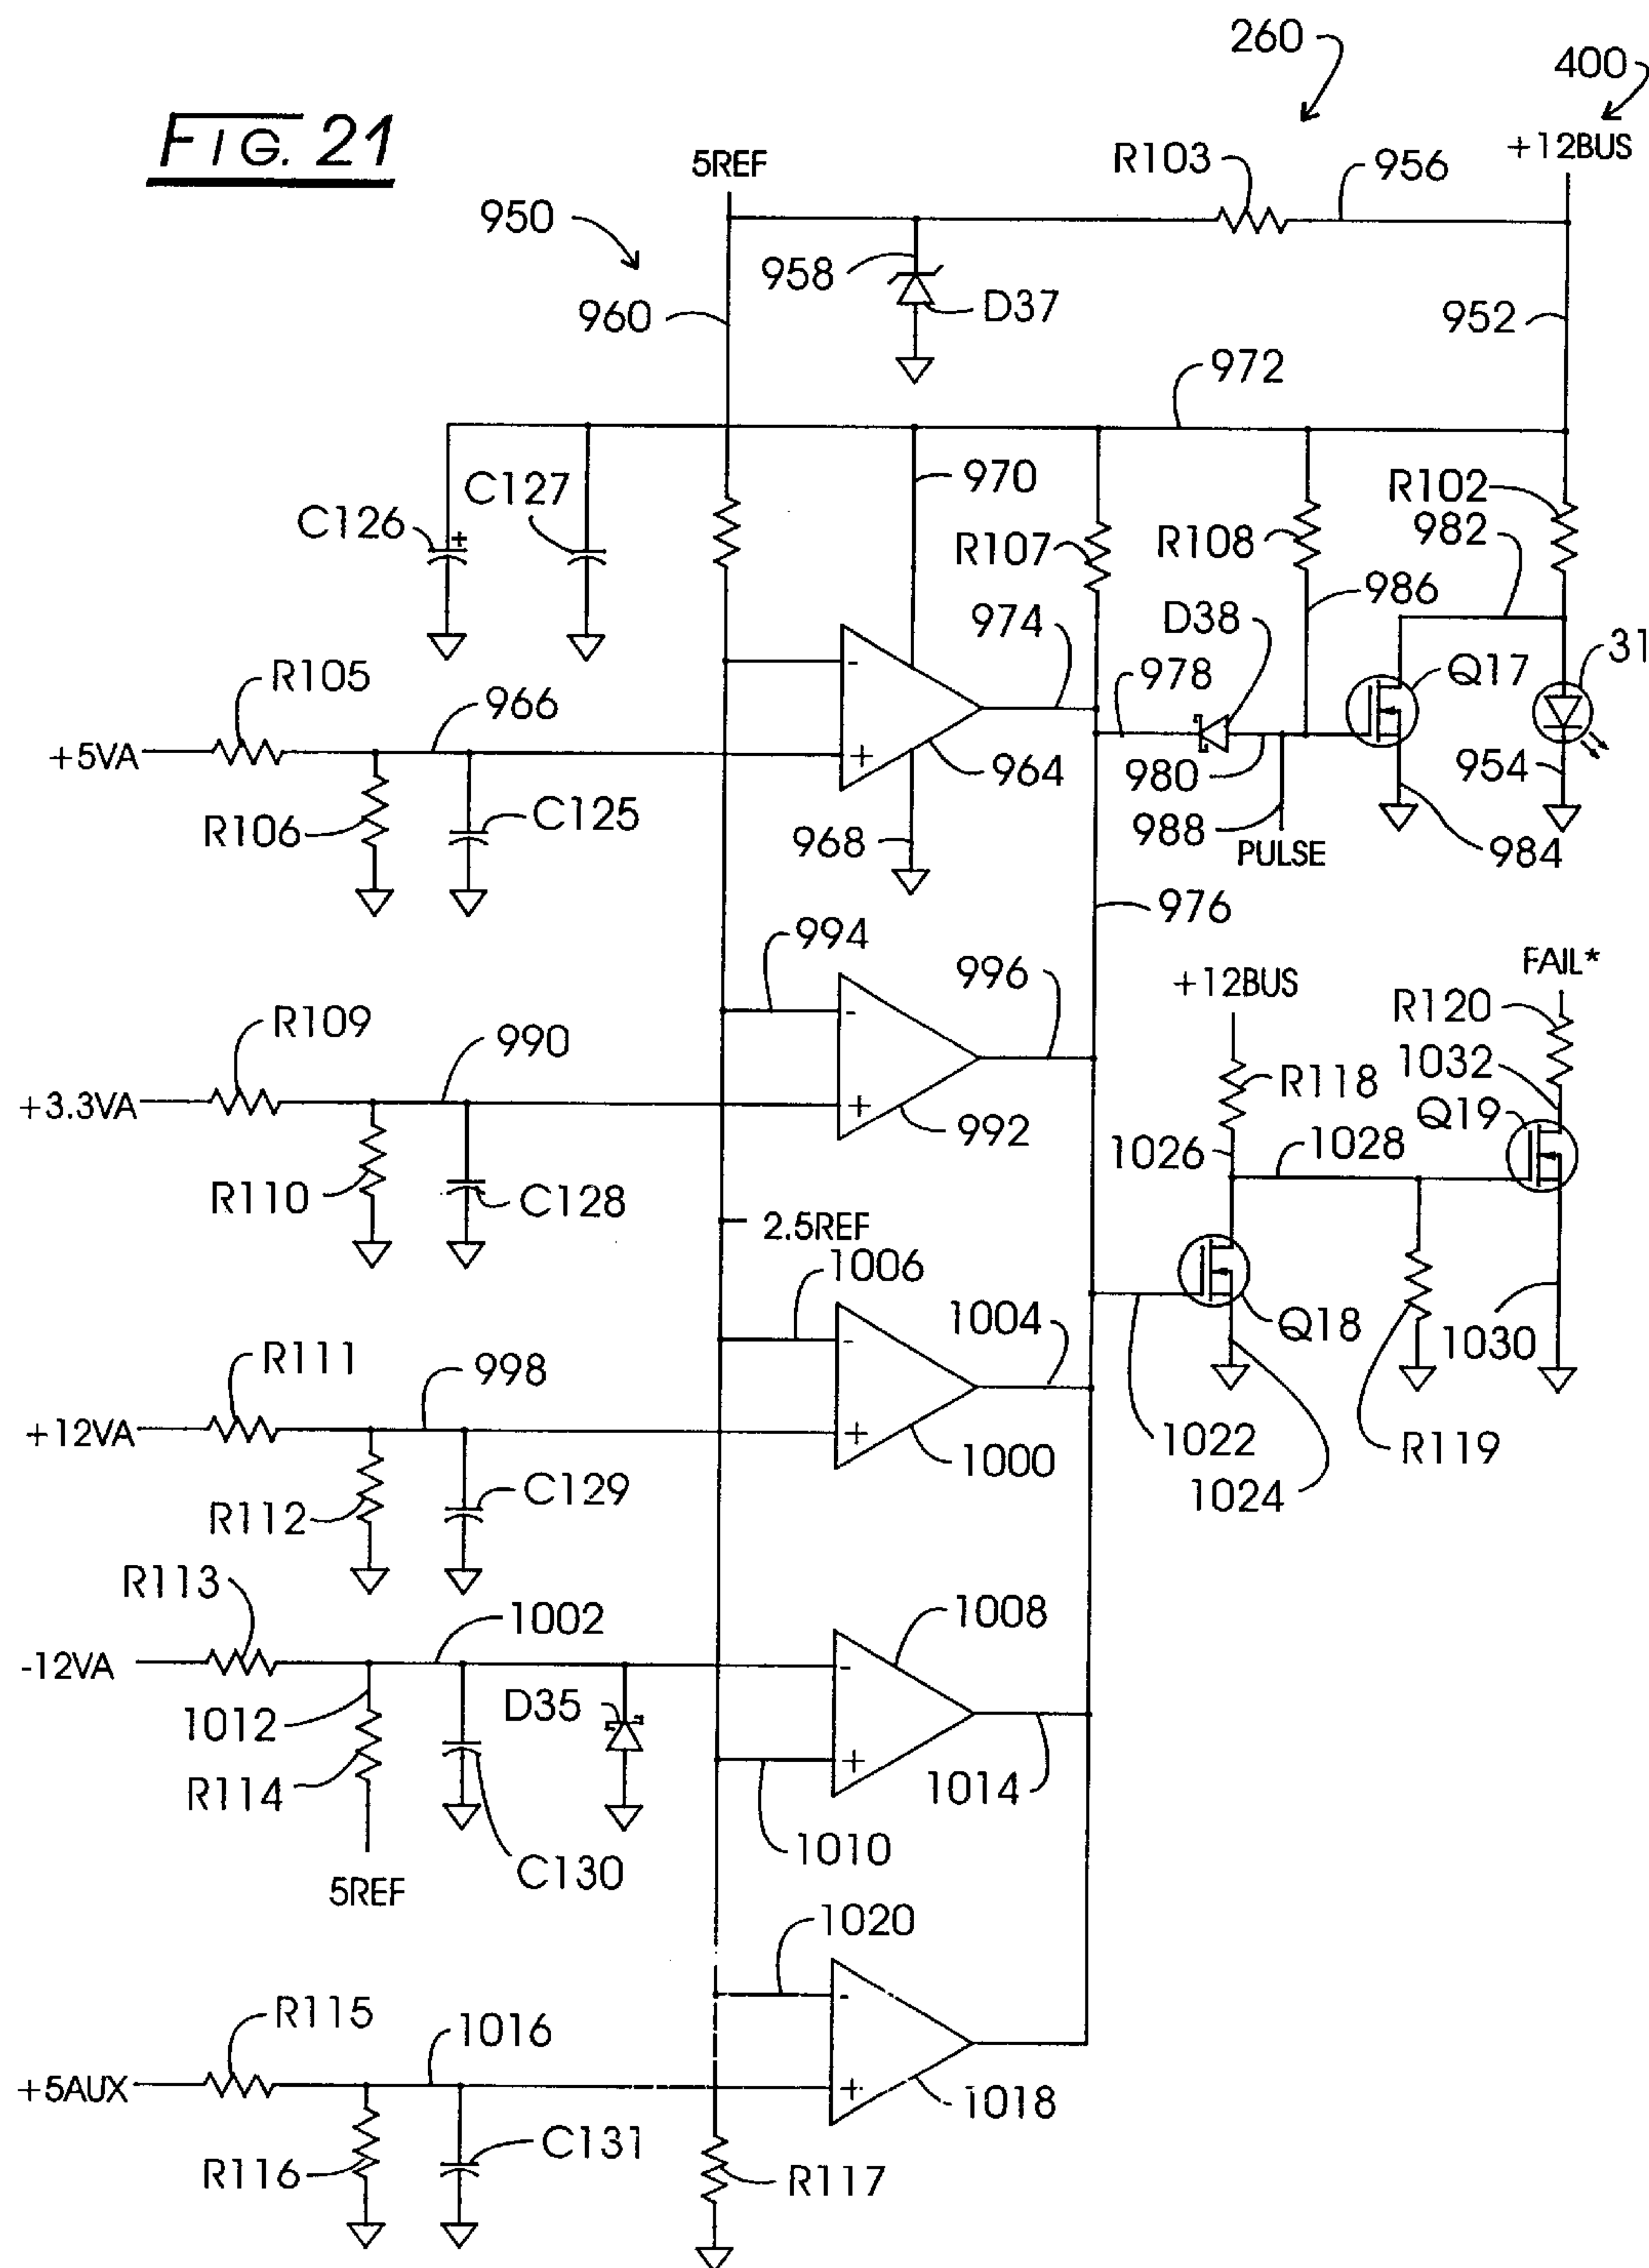 FIG. 21
260
400
+12BUS
5REF
R103
956
950
958
D37
960
952
972
970
C127
C126
R107
R108
R102
982
986
D38
974
978
31
Q17
R105
966
+5VA
964
980
954
R106
C125
968
988
PULSE
984
976
994
996
+12BUS
FAIL*
R120
R109
990
+3.3VA
992
R118
1032
Q19
1026
1028
R110
C128
2.5REF
1006
1004
Q18
1030
R111
998
+12VA
1000
1022
R119
1024
R112
C129
R113
1002
1008
-12VA
1012
D35
R114
1014
1010
C130
5REF
1020
R115
1016
+5AUX
1018
R116
C131
R117
-
+
-
+
-
+
-
+
-
+
+